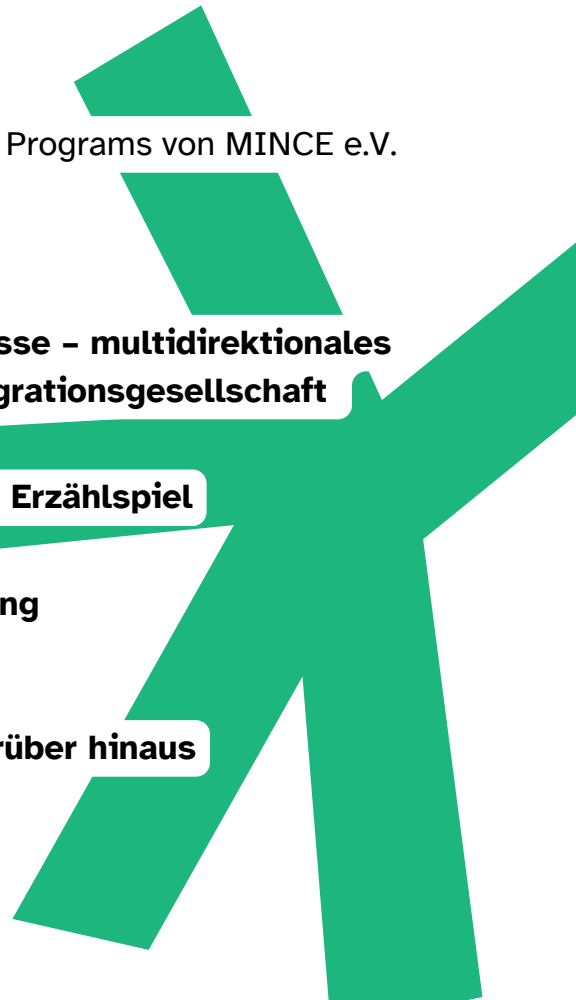 Programs von MINCE e.V.
sse – multidirektionales
grationsgesellschaft
Erzählspiel
ng
rüber hinaus